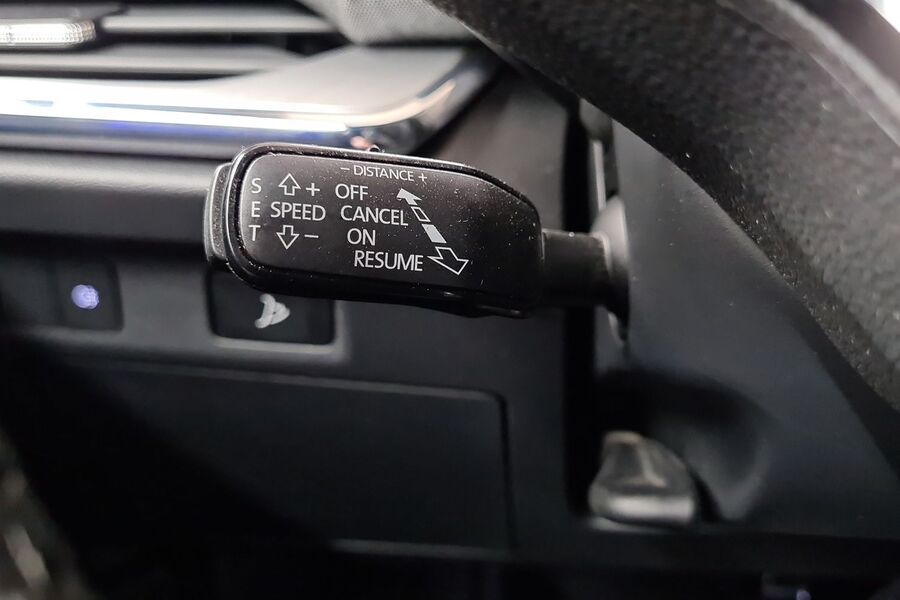 − DISTANCE +
S + OFF
E SPEED CANCEL
T − ON
RESUME